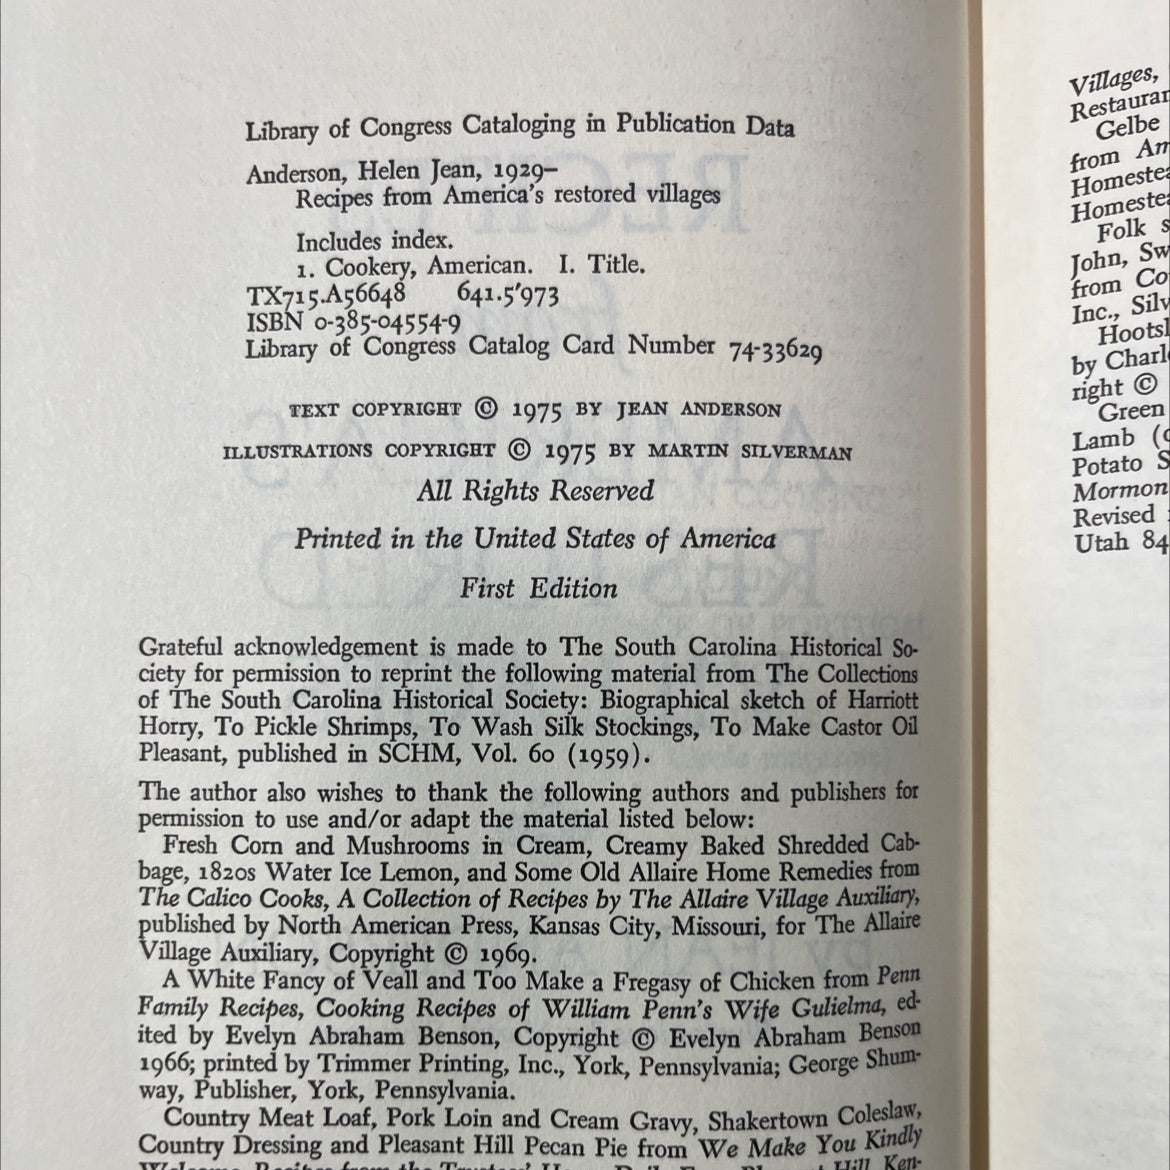 Library of Congress Cataloging in Publication Data
Anderson, Helen Jean, 1929–
Recipes from America's restored villages
Includes index.
1. Cookery, American. I. Title.
TX715.A56648 641.5'973
ISBN 0-385-04554-9
Library of Congress Catalog Card Number 74-33629
TEXT COPYRIGHT © 1975 BY JEAN ANDERSON
ILLUSTRATIONS COPYRIGHT © 1975 BY MARTIN SILVERMAN
All Rights Reserved
Printed in the United States of America
First Edition
Grateful acknowledgement is made to The South Carolina Historical So-
ciety for permission to reprint the following material from The Collections
of The South Carolina Historical Society: Biographical sketch of Harriott
Horry, To Pickle Shrimps, To Wash Silk Stockings, To Make Castor Oil
Pleasant, published in SCHM, Vol. 60 (1959).
The author also wishes to thank the following authors and publishers for
permission to use and/or adapt the material listed below:
Fresh Corn and Mushrooms in Cream, Creamy Baked Shredded Cab-
bage, 1820s Water Ice Lemon, and Some Old Allaire Home Remedies from
The Calico Cooks, A Collection of Recipes by The Allaire Village Auxiliary,
published by North American Press, Kansas City, Missouri, for The Allaire
Village Auxiliary, Copyright © 1969.
A White Fancy of Veall and Too Make a Fregasy of Chicken from Penn
Family Recipes, Cooking Recipes of William Penn's Wife Gulielma, ed-
ited by Evelyn Abraham Benson, Copyright © Evelyn Abraham Benson
1966; printed by Trimmer Printing, Inc., York, Pennsylvania; George Shum-
way, Publisher, York, Pennsylvania.
Country Meat Loaf, Pork Loin and Cream Gravy, Shakertown Coleslaw,
Country Dressing and Pleasant Hill Pecan Pie from We Make You Kindly
Villages,
Restauran
Gelbe
from Am
Homestea
Homestea
Folk s
John, Sw
from Co
Inc., Silv
Hootsl
by Charl
right ©
Green
Lamb (c
Potato S
Mormon
Revised
Utah 84